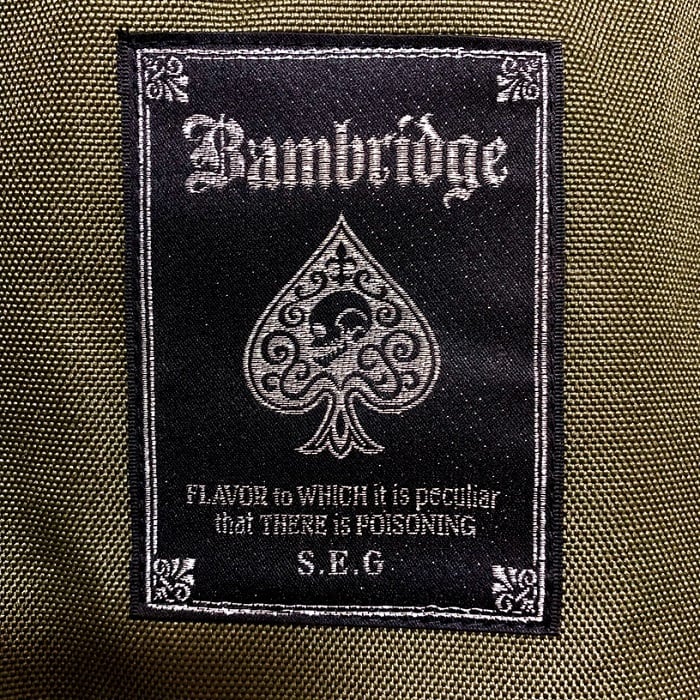 Bambridge
FLAVOR to WHICH it is peculiar
that THERE is POISONING
S.E.G